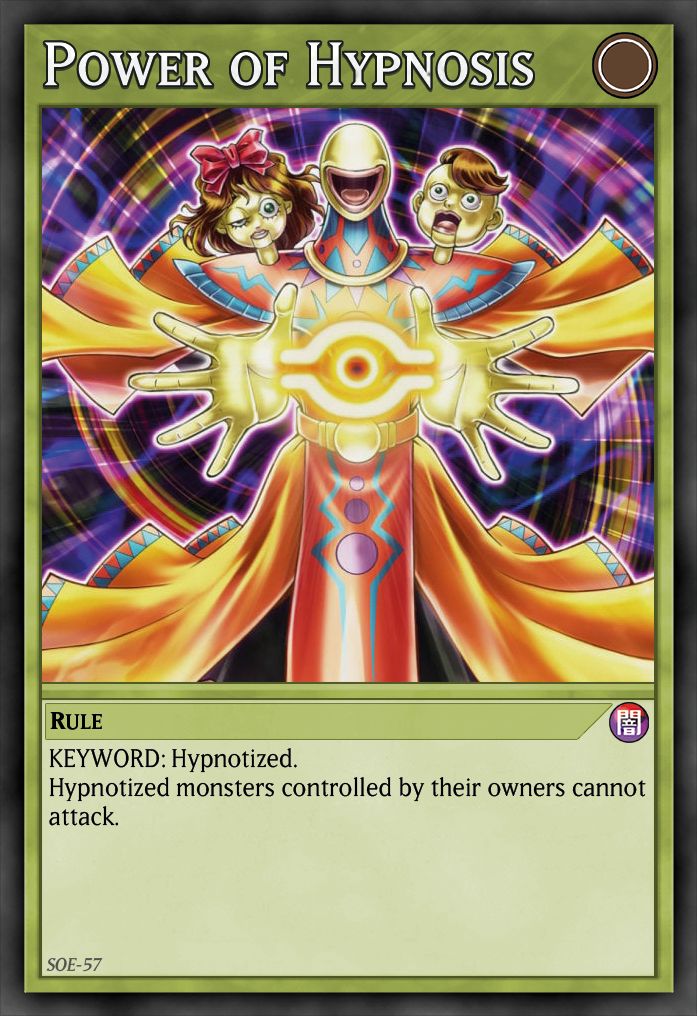 Power of Hypnosis
Rule
闇
KEYWORD: Hypnotized.
Hypnotized monsters controlled by their owners cannot
attack.
SOE-57